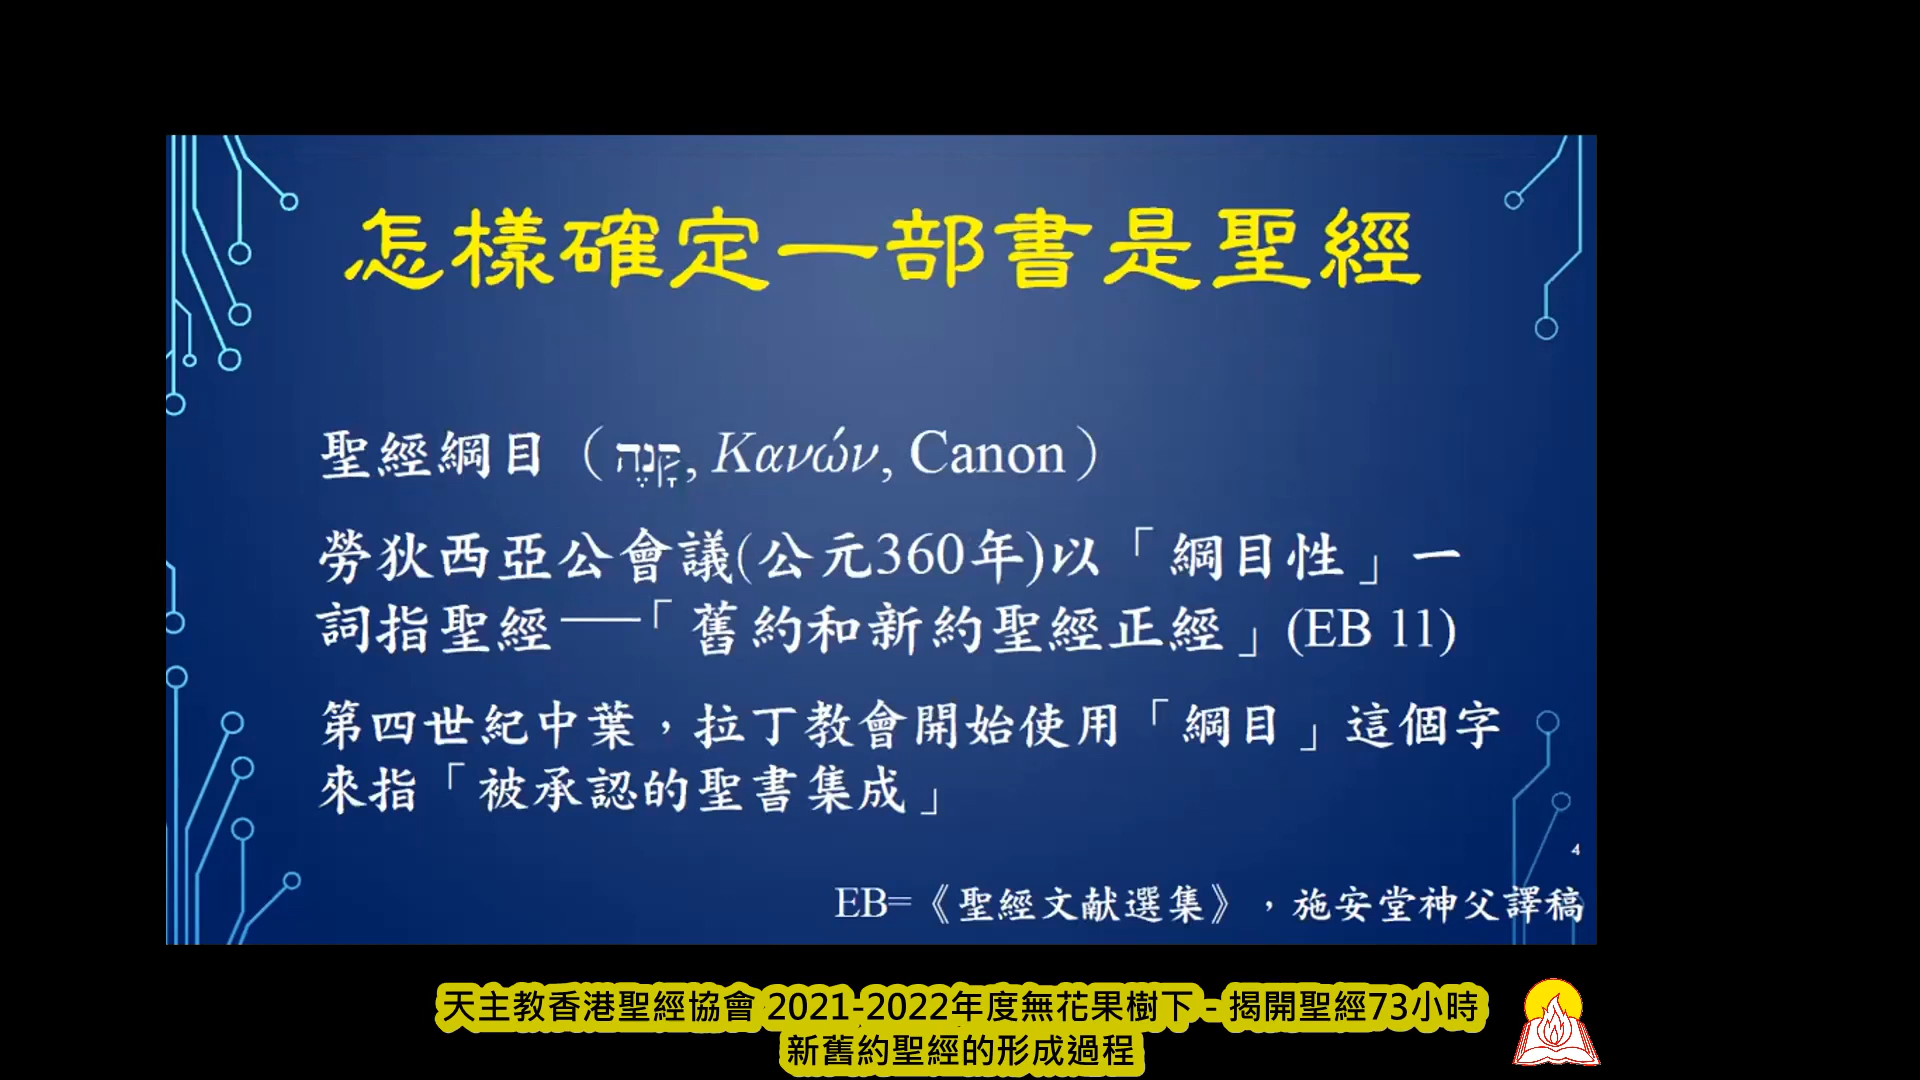 怎樣確定一部書是聖經
聖經綱目（קָנֶה, Κανών, Canon）
勞狄西亞公會議(公元360年)以「綱目性」一
詞指聖經──「舊約和新約聖經正經」(EB 11)
第四世紀中葉，拉丁教會開始使用「綱目」這個字
來指「被承認的聖書集成」
4
EB=《聖經文献選集》，施安堂神父譯稿
天主教香港聖經協會 2021-2022年度無花果樹下 - 揭開聖經73小時
新舊約聖經的形成過程